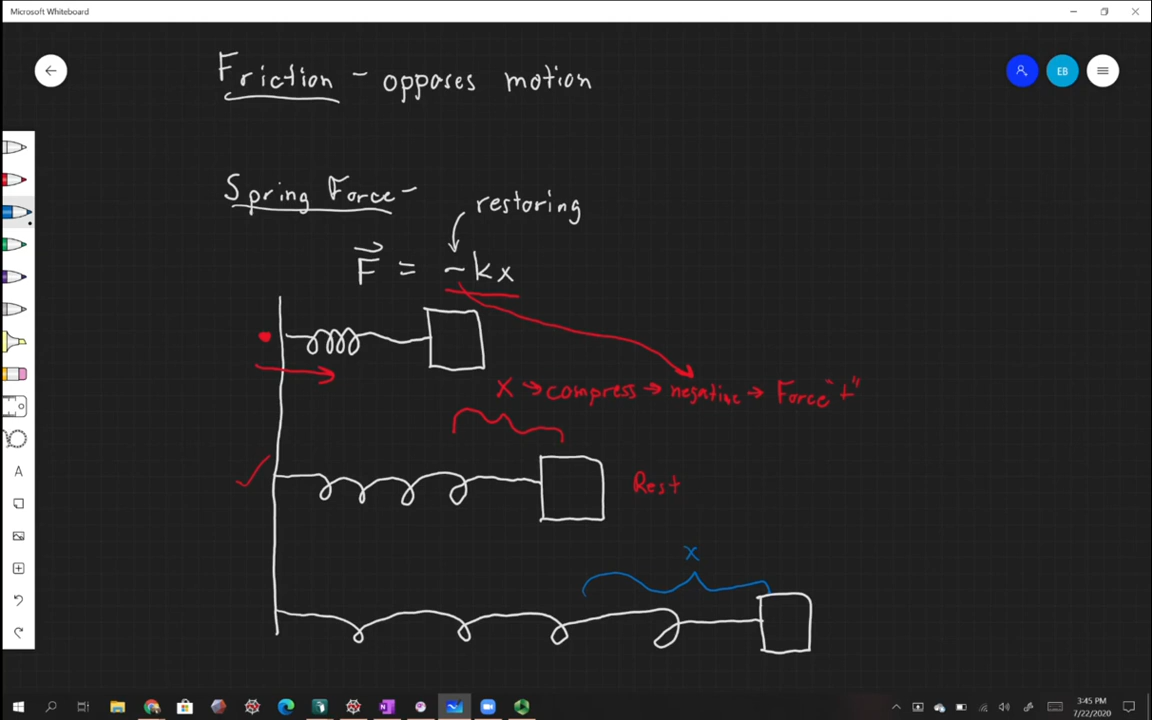 Microsoft Whiteboard
EB
Friction - opposes motion
Spring Force -
restoring
F = -kx
X → compress → negative → Force "+"
Rest
X
A
3:45 PM
7/22/2020